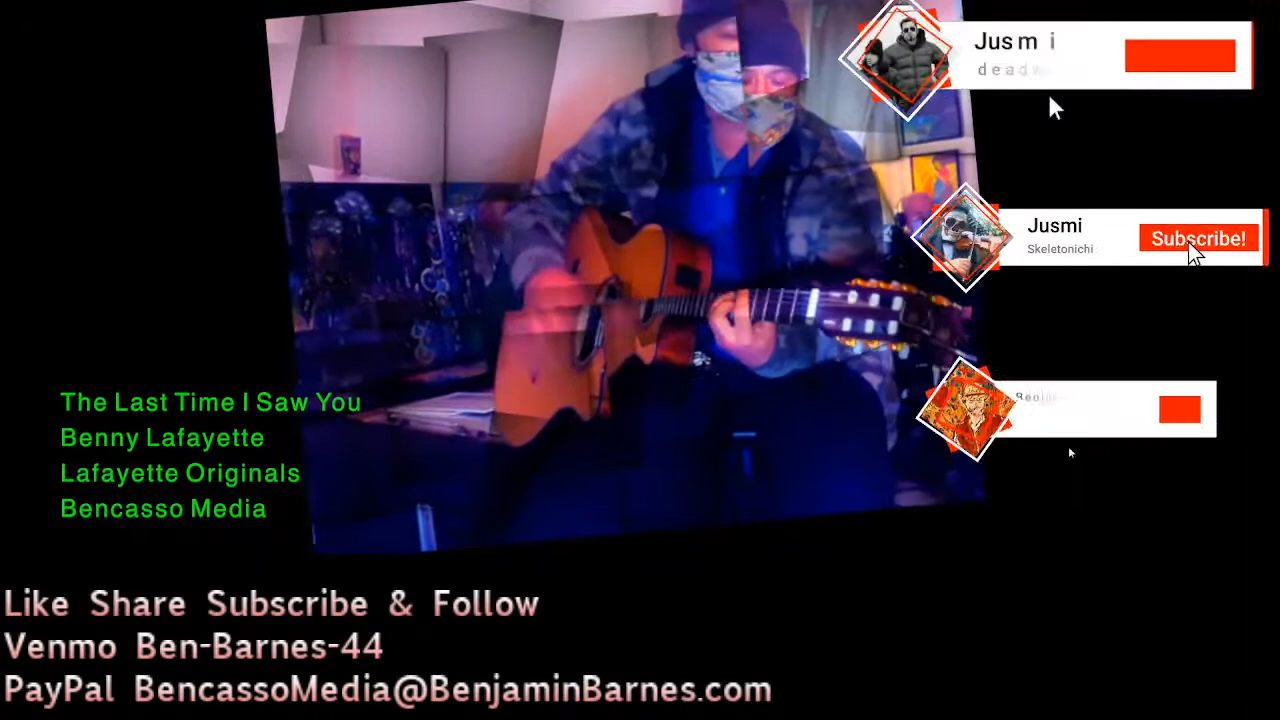 Jusm i
Jusmi
Skeletonichi
Subscribe!
The Last Time I Saw You
Benny Lafayette
Lafayette Originals
Bencasso Media
Like Share Subscribe & Follow
Venmo Ben-Barnes-44
PayPal BencassoMedia@BenjaminBarnes.com